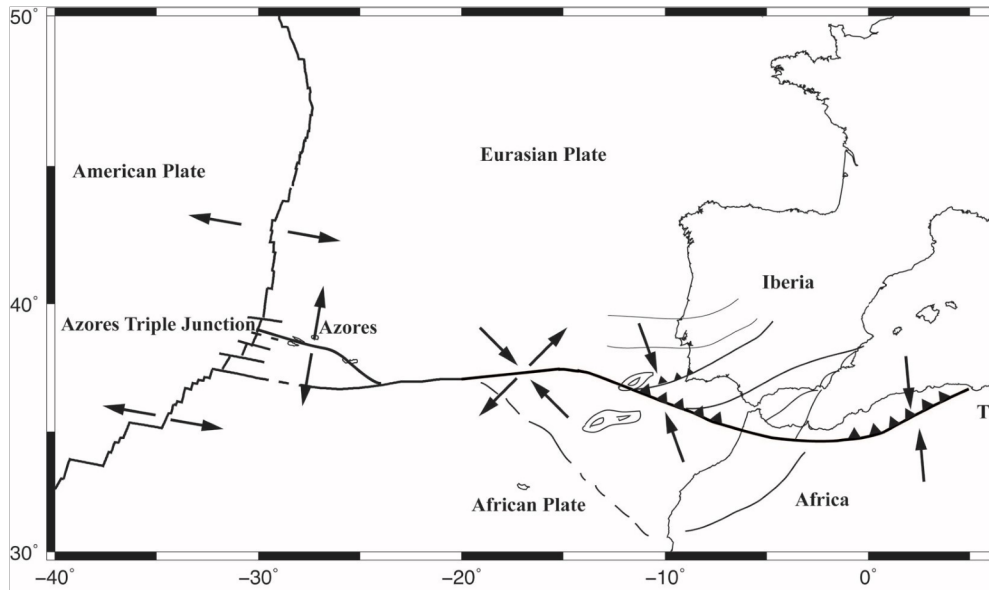 50°
American Plate
Eurasian Plate
40°
Iberia
Azores Triple Junction
Azores
T
African Plate
Africa
30°
−40°
−30°
−20°
−10°
0°